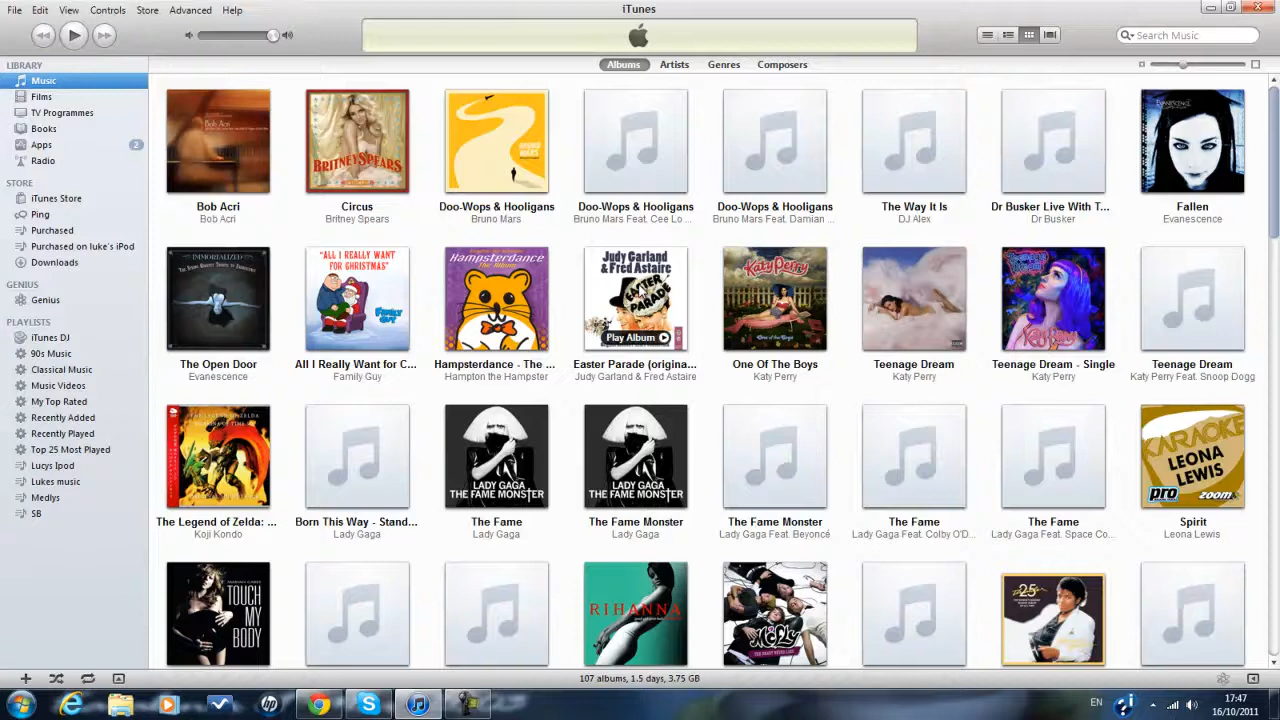 iTunes
File Edit View Controls Store Advanced Help
Search Music
LIBRARY
Music
Films
TV Programmes
Books
Apps 2
Radio
STORE
iTunes Store
Ping
Purchased
Purchased on luke's iPod
Downloads
GENIUS
Genius
PLAYLISTS
iTunes DJ
90s Music
Classical Music
Music Videos
My Top Rated
Recently Added
Recently Played
Top 25 Most Played
Lucys Ipod
Lukes music
Medlys
SB
Albums Artists Genres Composers
Bob Acri
BRITNEY SPEARS
BRUNO MARS
EVANESCENCE
Bob Acri Circus Doo-Wops & Hooligans Doo-Wops & Hooligans Doo-Wops & Hooligans The Way It Is Dr Busker Live With T... Fallen
Bob Acri Britney Spears Bruno Mars Bruno Mars Feat. Cee Lo ... Bruno Mars Feat. Damian ... DJ Alex Dr Busker Evanescence
IMMORTALIZED
"ALL I REALLY WANT FOR CHRISTMAS"
FAMILY GUY
Hampsterdance
The Album
Judy Garland & Fred Astaire
EASTER PARADE
Play Album
Katy Perry
The Open Door All I Really Want for C... Hampsterdance - The ... Easter Parade (origina... One Of The Boys Teenage Dream Teenage Dream - Single Teenage Dream
Evanescence Family Guy Hampton the Hampster Judy Garland & Fred Astaire Katy Perry Katy Perry Katy Perry Katy Perry Feat. Snoop Dogg
LADY GAGA
THE FAME MONSTER
LADY GAGA
THE FAME MONSTER
KARAOKE
LEONA LEWIS
pro
zoom
The Legend of Zelda: ... Born This Way - Stand... The Fame The Fame Monster The Fame Monster The Fame The Fame Spirit
Koji Kondo Lady Gaga Lady Gaga Lady Gaga Lady Gaga Feat. Beyoncé Lady Gaga Feat. Colby O'D... Lady Gaga Feat. Space Co... Leona Lewis
TOUCH MY BODY
RIHANNA
McFLY
25
107 albums, 1.5 days, 3.75 GB
EN
17:47
16/10/2011